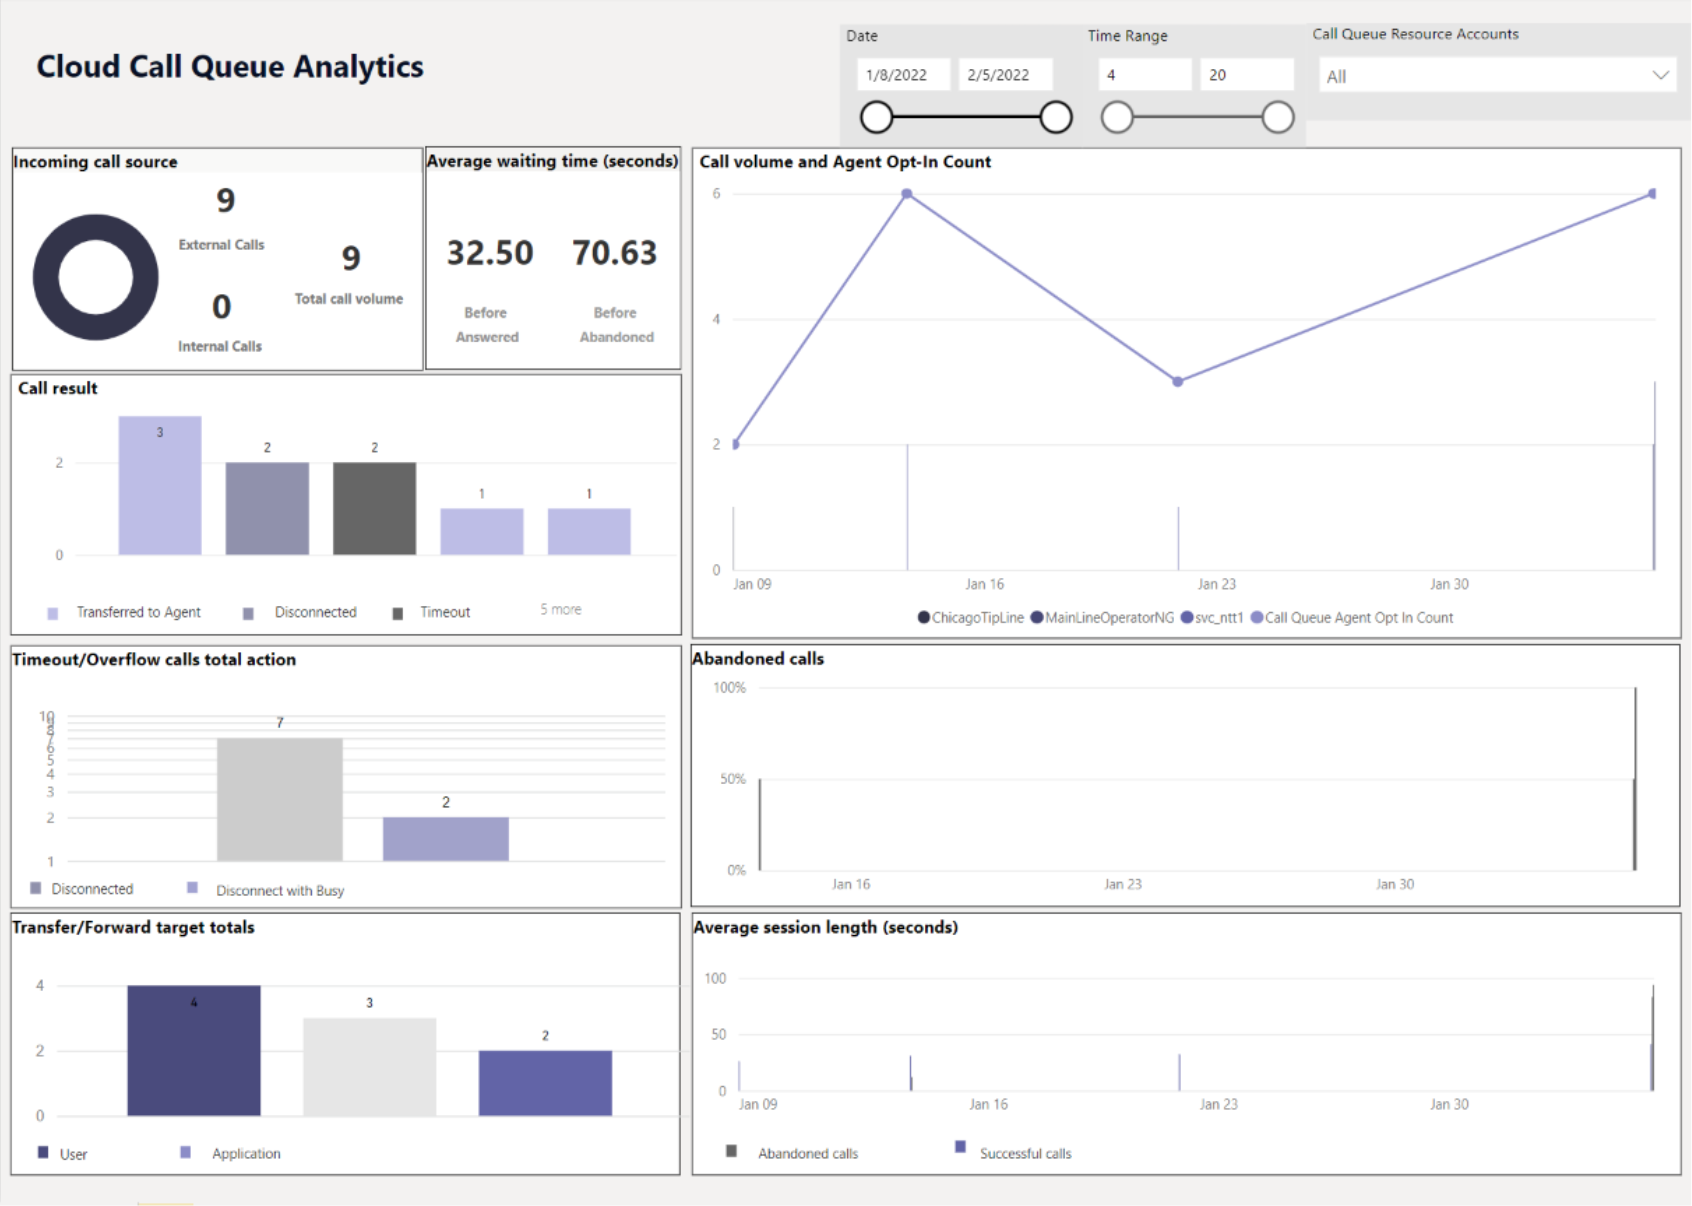 Cloud Call Queue Analytics
Date
1/8/2022
2/5/2022
Time Range
4
20
Call Queue Resource Accounts
All
Incoming call source
9
External Calls
0
Internal Calls
9
Total call volume
Average waiting time (seconds)
32.50
Before
Answered
70.63
Before
Abandoned
Call volume and Agent Opt-In Count
6
4
2
0
Jan 09
Jan 16
Jan 23
Jan 30
ChicagoTipLine
MainLineOperatorNG
svc_ntt1
Call Queue Agent Opt In Count
Call result
2
0
3
2
2
1
1
Transferred to Agent
Disconnected
Timeout
5 more
Timeout/Overflow calls total action
10
9
8
7
6
5
4
3
2
1
7
2
Disconnected
Disconnect with Busy
Abandoned calls
100%
50%
0%
Jan 16
Jan 23
Jan 30
Transfer/Forward target totals
4
2
0
4
3
2
User
Application
Average session length (seconds)
100
50
0
Jan 09
Jan 16
Jan 23
Jan 30
Abandoned calls
Successful calls